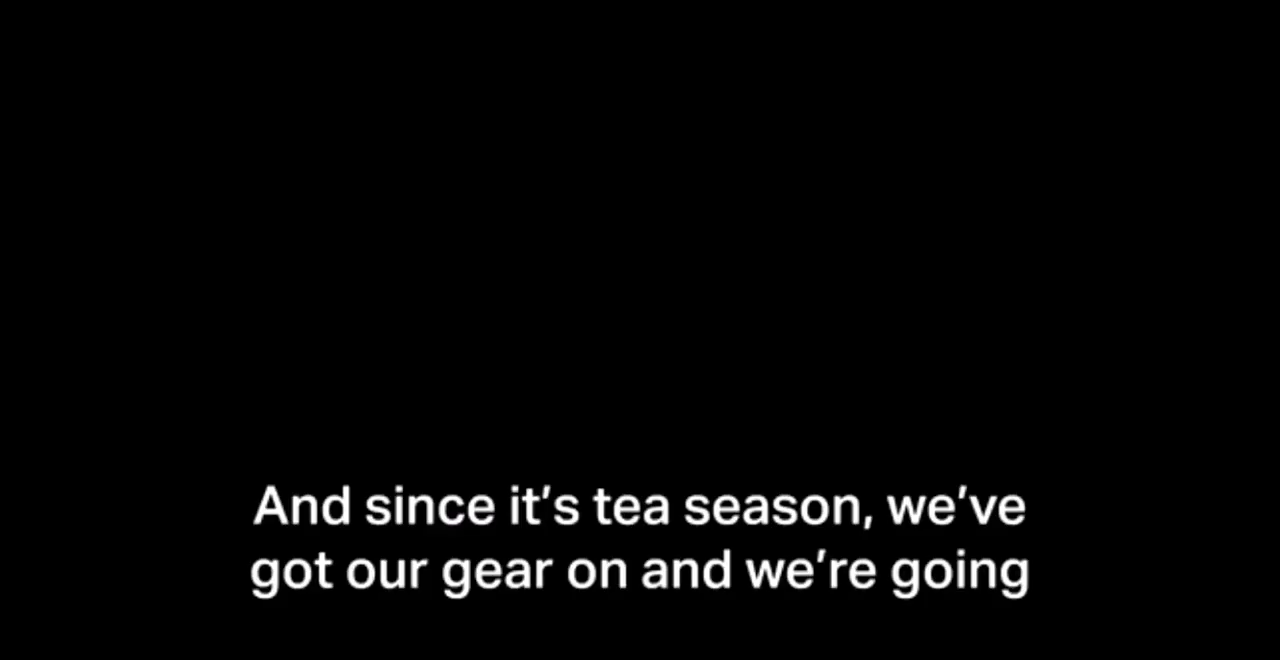 And since it’s tea season, we’ve
got our gear on and we’re going